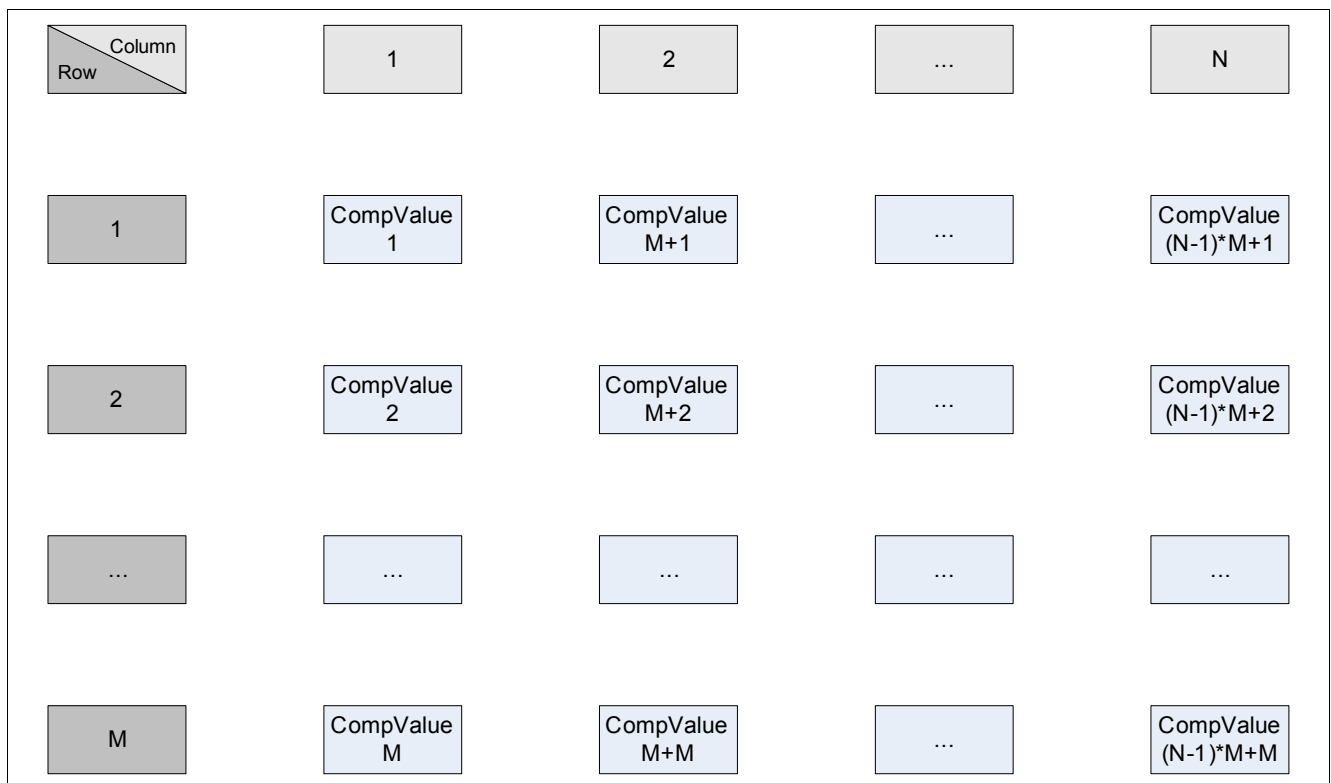 Column
Row
1
2
...
N
1
CompValue
1
CompValue
M+1
...
CompValue
(N-1)*M+1
2
CompValue
2
CompValue
M+2
...
CompValue
(N-1)*M+2
...
...
...
...
...
M
CompValue
M
CompValue
M+M
...
CompValue
(N-1)*M+M